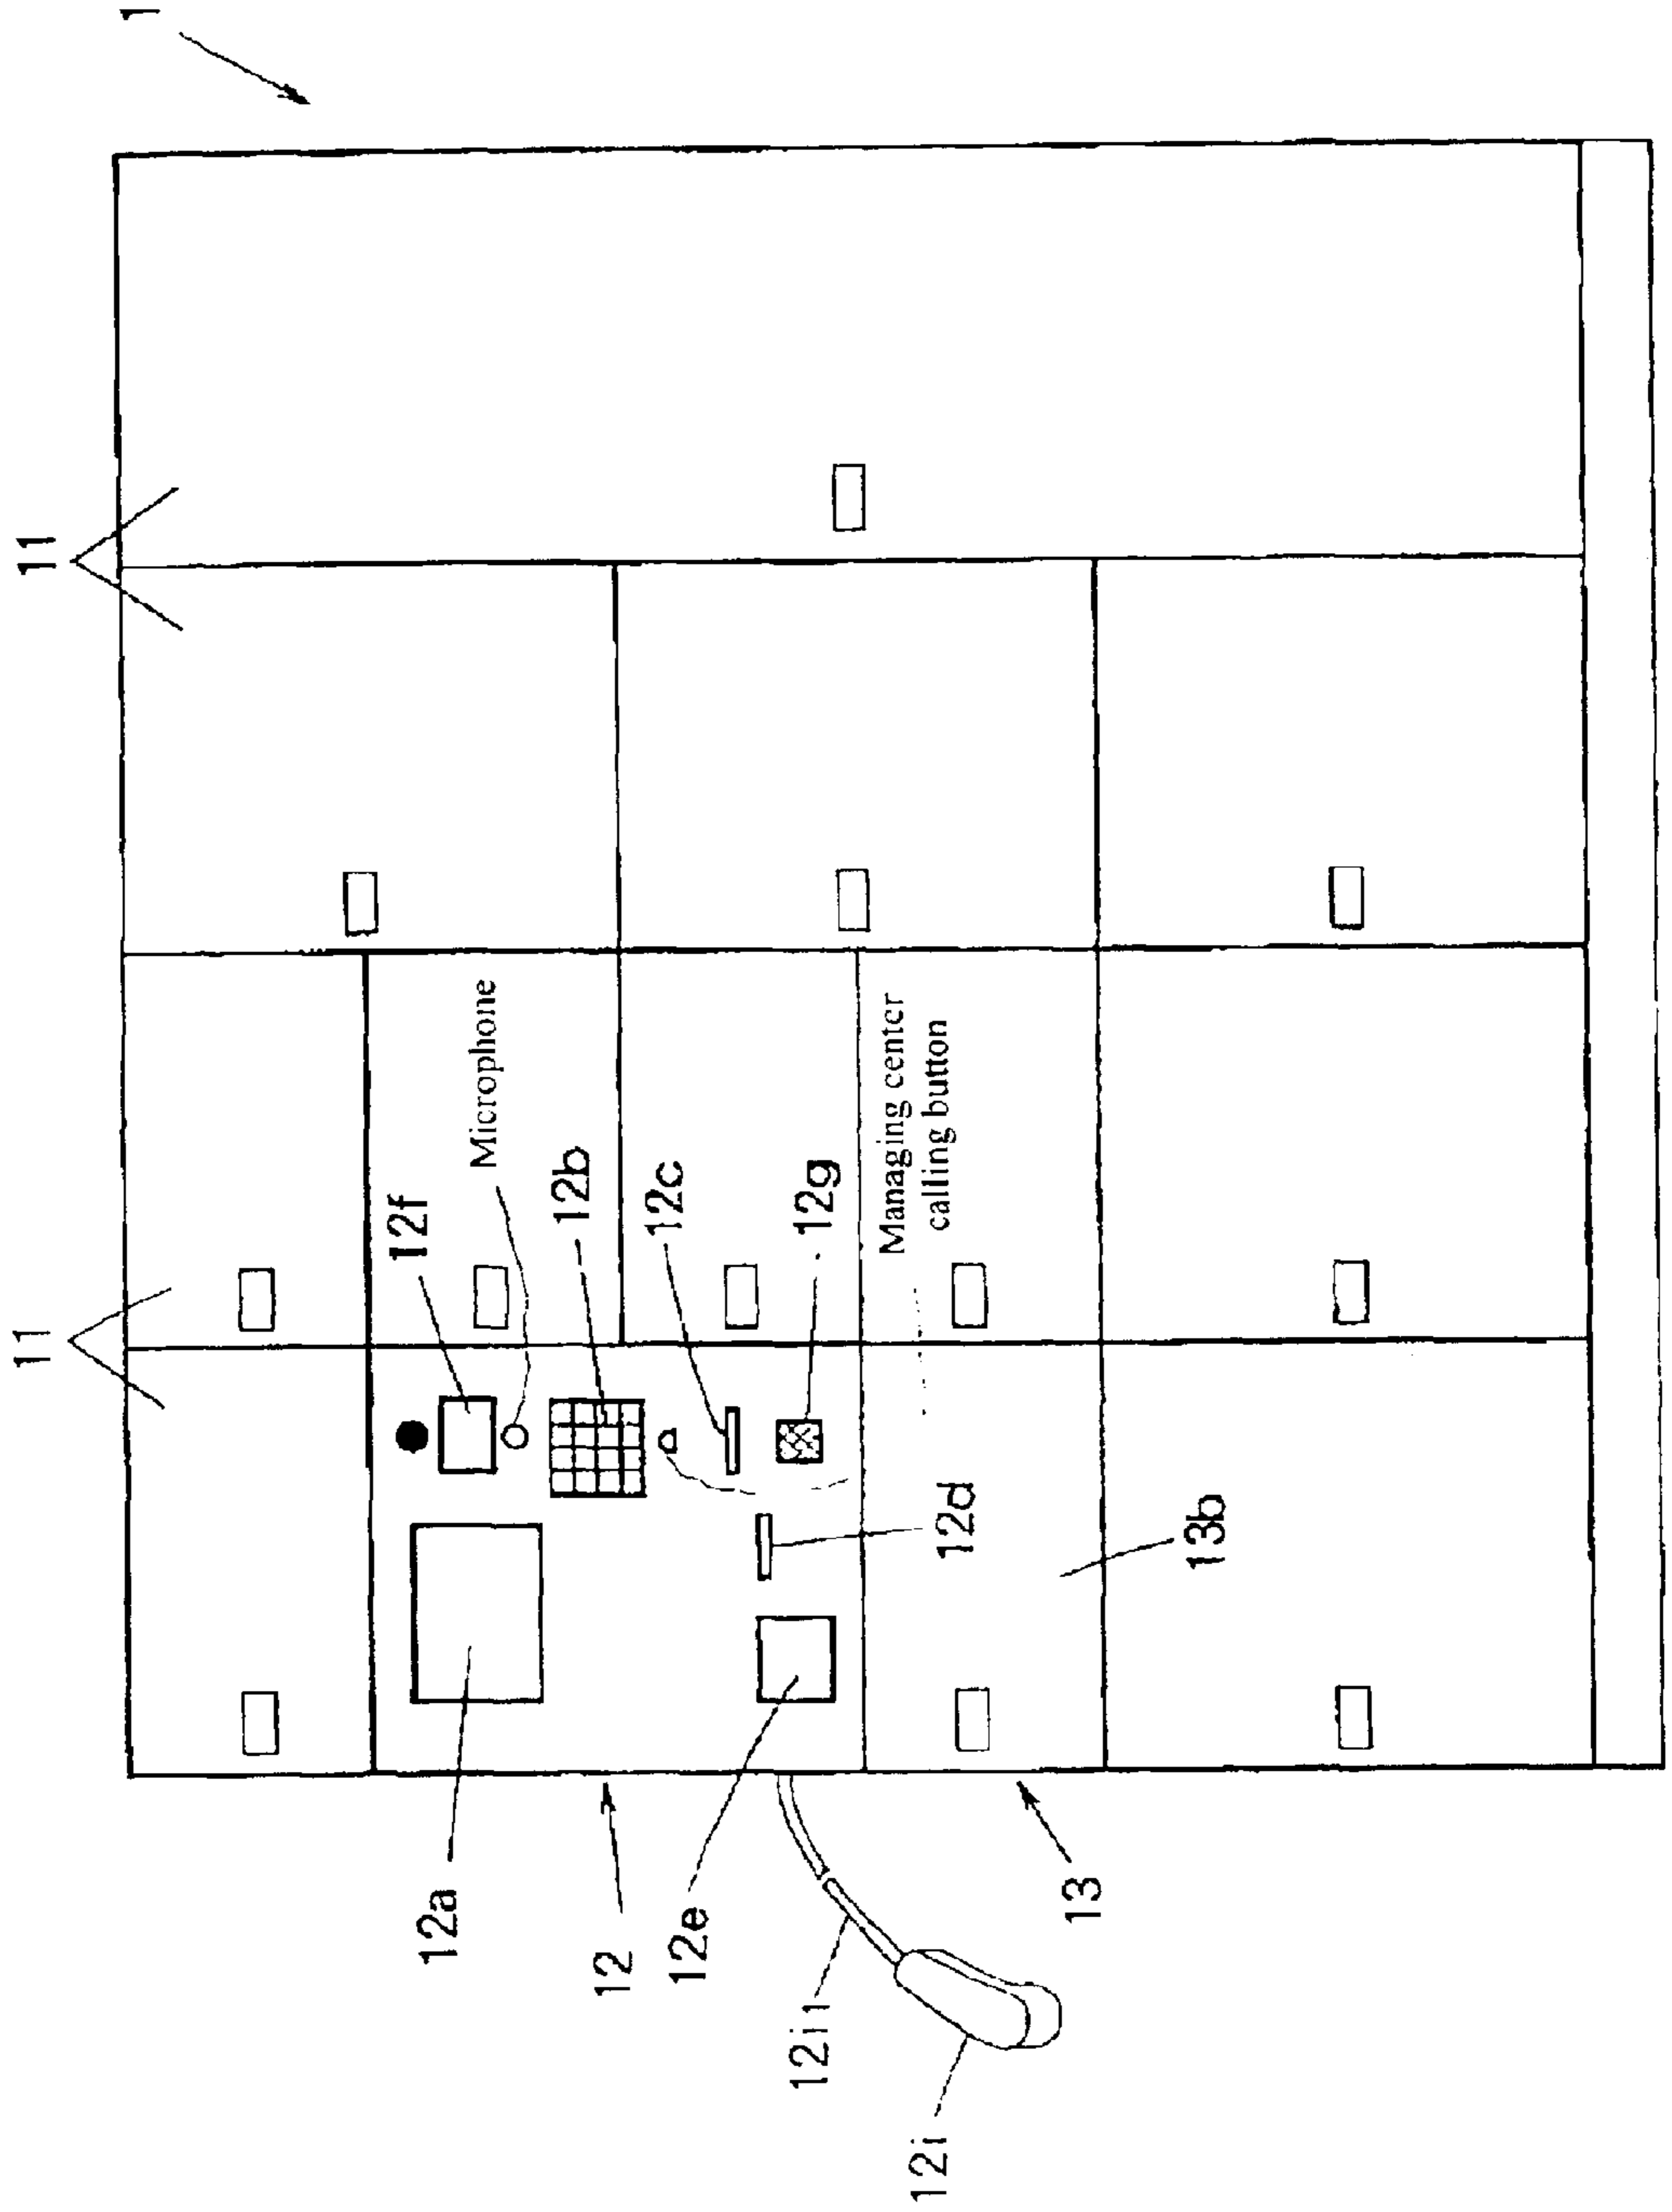 11
11
1
12f
12a
Microphone
12b
12
12c
12e
12i1
12g
Managing center
calling button
12i
12d
13
13b